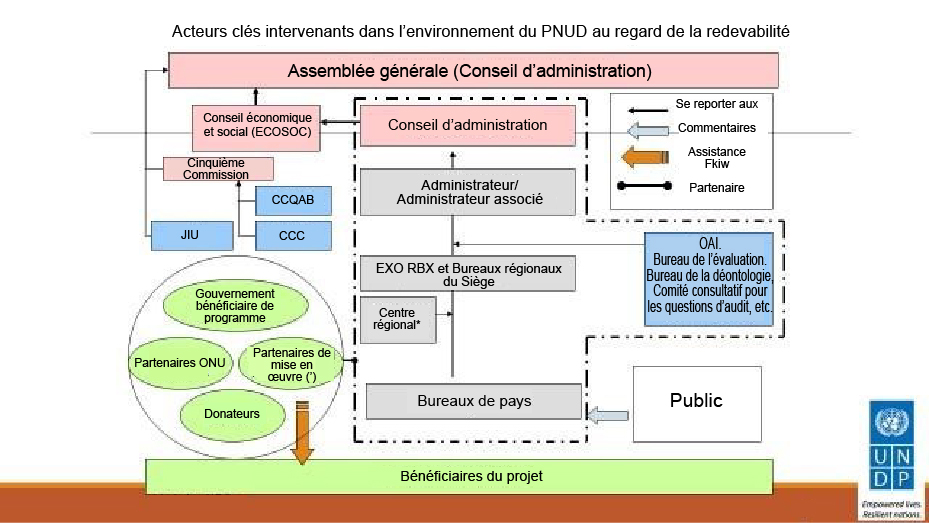 Acteurs clés intervenants dans l'environnement du PNUD au regard de la redevabilité
Assemblée générale (Conseil d'administration)
Conseil économique
et social (ECOSOC)
Conseil d'administration
Se reporter aux
Commentaires
Assistance
Fkiw
Partenaire
Cinquième
Commission
CCQAB
JIU
CCC
Administrateur/
Administrateur associé
OAI.
Bureau de l'évaluation.
Bureau de la déontologie,
Comité consultatif pour
les questions d'audit, etc.
EXO RBX et Bureaux régionaux
du Siège
Centre
régional*
Gouvernement
bénéficiaire de
programme
Partenaires ONU
Partenaires de
mise en
œuvre (')
Donateurs
Bureaux de pays
Public
Bénéficiaires du projet
U N
D P
Empowered lives.
Resilient nations.